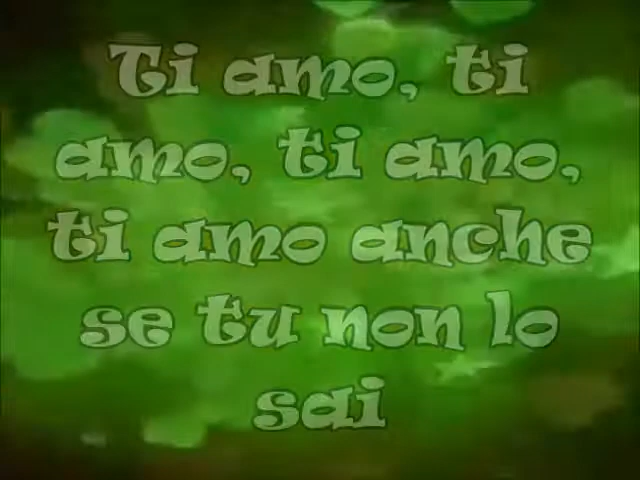 Ti amo, ti
amo, ti amo,
ti amo anche
se tu non lo
sai